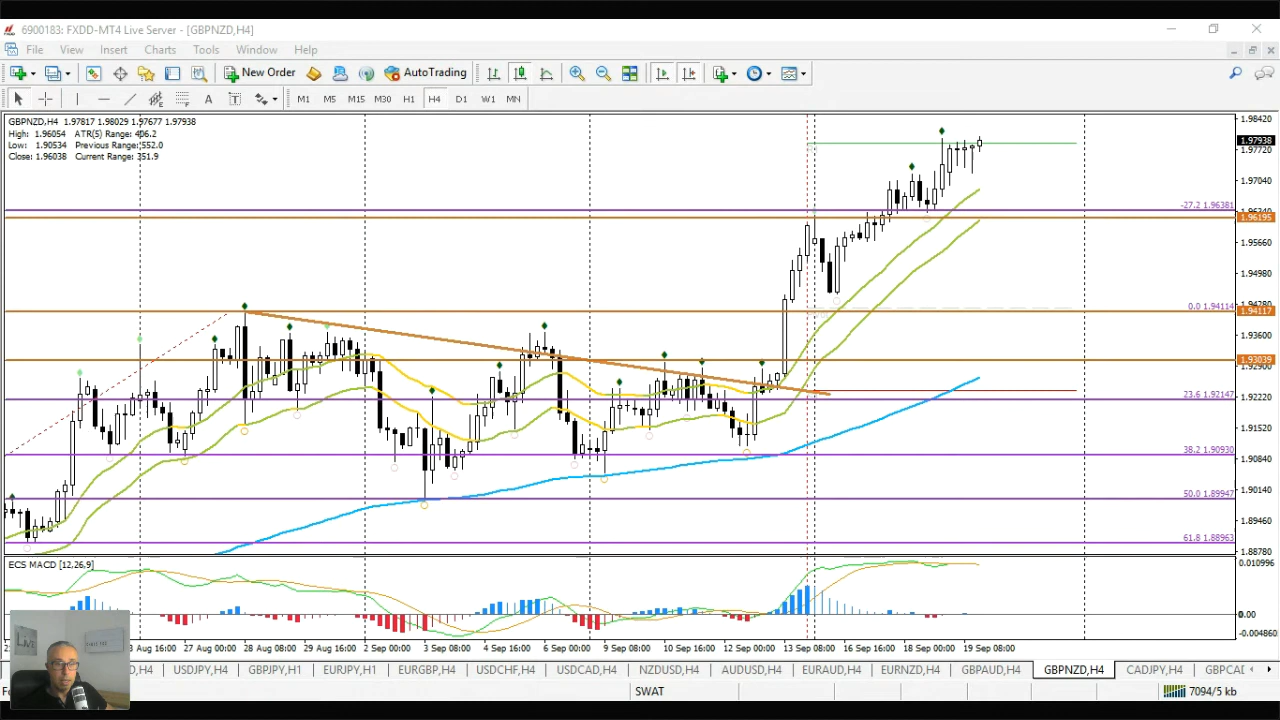 6900183: FXDD-MT4 Live Server - [GBPNZD,H4]
File View Insert Charts Tools Window Help
New Order AutoTrading
A T M1 M5 M15 M30 H1 H4 D1 W1 MN
GBPNZD,H4 1.97817 1.98029 1.97677 1.97938
High: 1.96054 ATR(5) Range: 406.2
Low: 1.90534 Previous Range: 552.0
Close: 1.96038 Current Range: 351.9
1.98420
1.97938
1.97720
1.97040
-27.2 1.96381
1.96195
1.95660
1.94980
0.0 1.94114
1.94117
1.93600
1.93039
1.92900
23.6 1.92147
1.92220
1.91520
38.2 1.90930
1.90840
1.90140
50.0 1.89947
1.89460
61.8 1.88963
1.88780
ECS MACD [12,26,9]
0.010996
0.00
-0.004860
3 Aug 16:00 27 Aug 00:00 28 Aug 08:00 29 Aug 16:00 2 Sep 00:00 3 Sep 08:00 4 Sep 16:00 6 Sep 00:00 9 Sep 08:00 10 Sep 16:00 12 Sep 00:00 13 Sep 08:00 16 Sep 16:00 18 Sep 00:00 19 Sep 08:00
D,H4 USDJPY,H4 GBPJPY,H1 EURJPY,H1 EURGBP,H4 USDCHF,H4 USDCAD,H4 NZDUSD,H4 AUDUSD,H4 EURAUD,H4 EURNZD,H4 GBPAUD,H4 GBPNZD,H4 CADJPY,H4 GBPCAD
SWAT 7094/5 kb